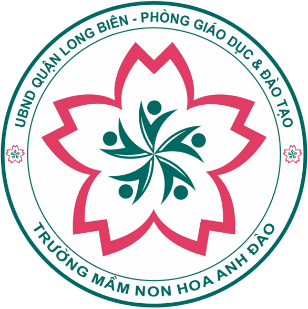 UBND QUẬN LONG BIÊN - PHÒNG GIÁO DỤC & ĐÀO TẠO
TRƯỜNG MẦM NON HOA ANH ĐÀO